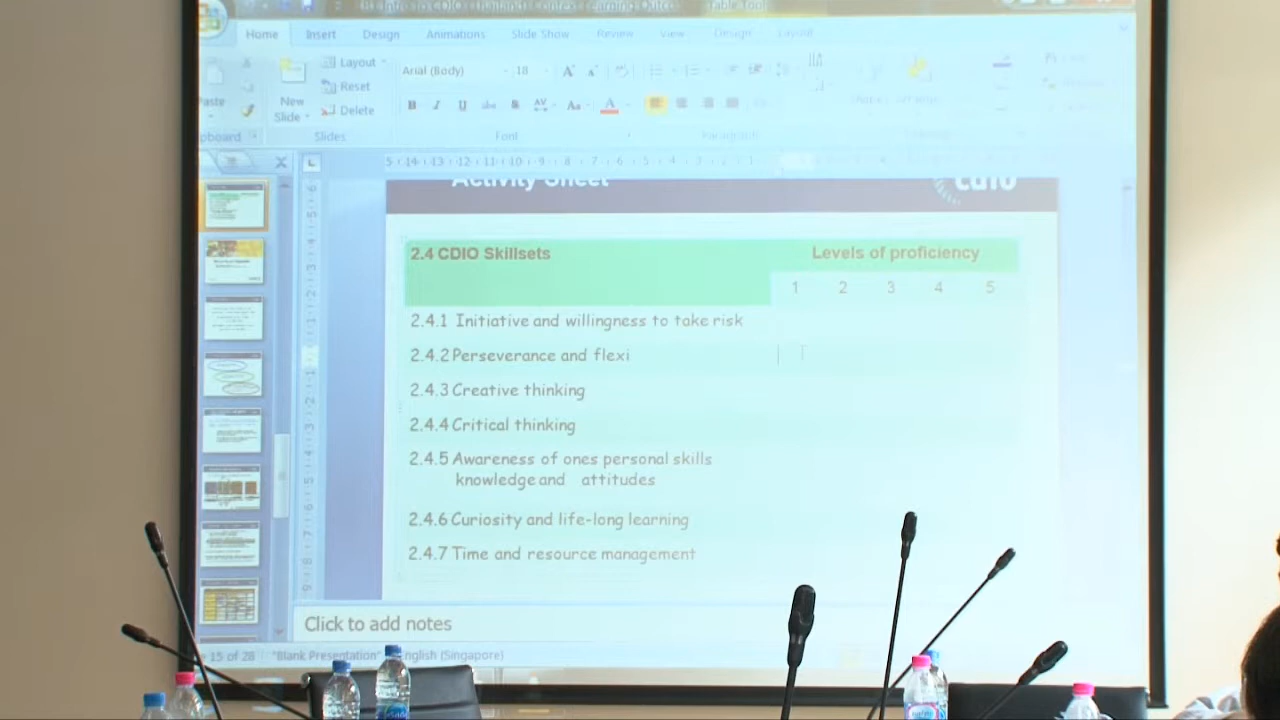 Home Insert Design Animations Slide Show Review View Design Layout
Layout
Arial (Body) 18
Reset
Paste New
Slide Delete
B I U abc S AV Aa A
Slides Font Paragraph
Activity Sheet cdio
2.4 CDIO Skillsets Levels of proficiency
1 2 3 4 5
2.4.1 Initiative and willingness to take risk
2.4.2 Perseverance and flexi
2.4.3 Creative thinking
2.4.4 Critical thinking
2.4.5 Awareness of ones personal skills
knowledge and attitudes
2.4.6 Curiosity and life-long learning
2.4.7 Time and resource management
Click to add notes
15 of 28 "Blank Presentation" English (Singapore)